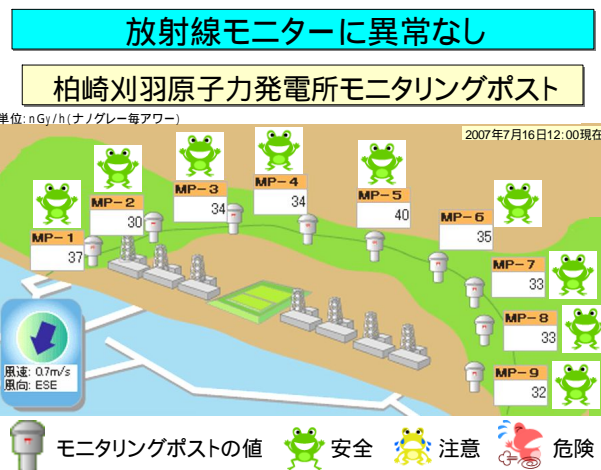 放射線モニターに異常なし
柏崎刈羽原子力発電所モニタリングポスト
単位:nGy/h(ナノグレー毎アワー)
2007年7月16日12:00現在
MP-1
37
MP-2
30
MP-3
34
MP-4
34
MP-5
40
MP-6
35
MP-7
33
MP-8
33
MP-9
32
風速: 0.7m/s
風向: ESE
モニタリングポストの値 安全 注意 危険